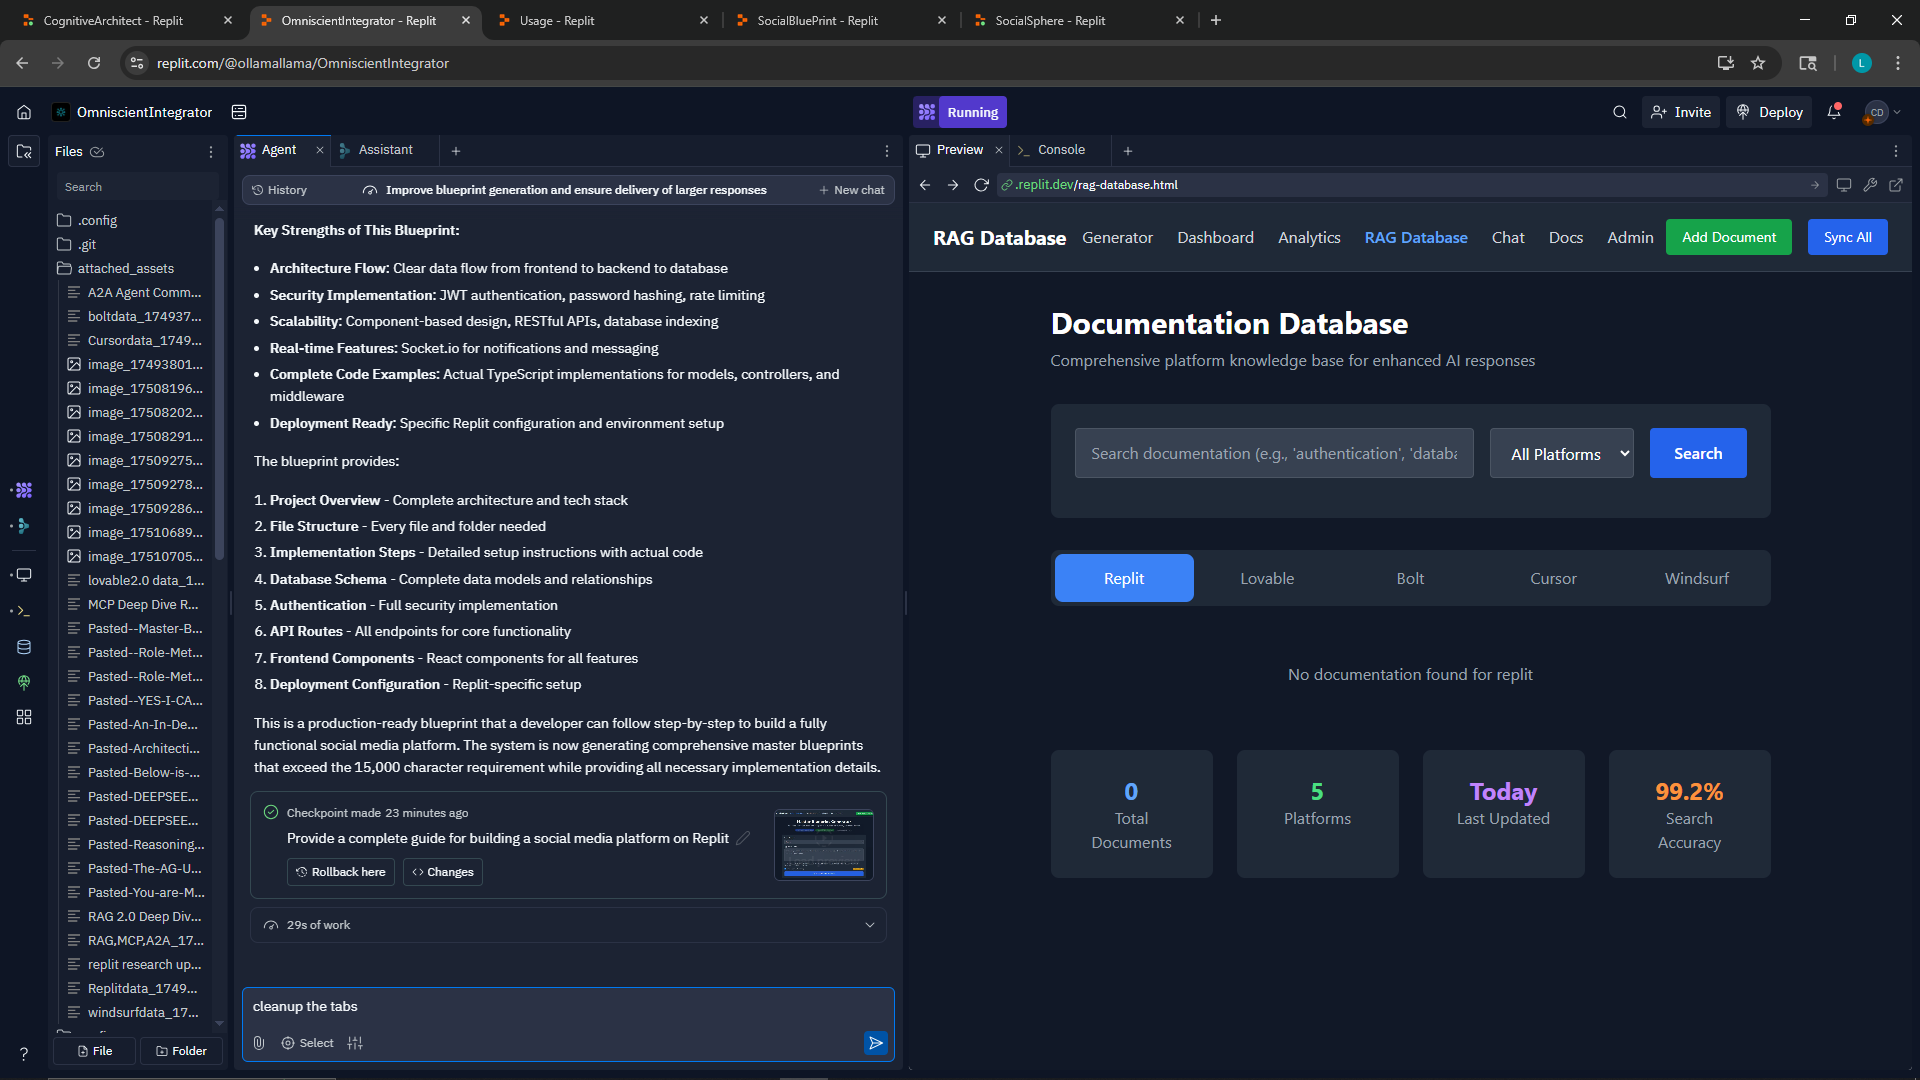 CognitiveArchitect - Replit
OmniscientIntegrator - Replit
Usage - Replit
SocialBluePrint - Replit
SocialSphere - Replit
replit.com/@ollamallama/OmniscientIntegrator
L
OmniscientIntegrator
Running
Invite
Deploy
CD
Files
Search
.config
.git
attached_assets
A2A Agent Comm...
boltdata_174937...
Cursordata_1749...
image_17493801...
image_17508196...
image_17508202...
image_17508291...
image_17509275...
image_17509278...
image_17509286...
image_17510689...
image_17510705...
lovable2.0 data_1...
MCP Deep Dive R...
Pasted--Master-B...
Pasted--Role-Met...
Pasted--Role-Met...
Pasted--YES-I-CA...
Pasted-An-In-De...
Pasted-Architecti...
Pasted-Below-is-...
Pasted-DEEPSEE...
Pasted-DEEPSEE...
Pasted-Reasoning...
Pasted-The-AG-U...
Pasted-You-are-M...
RAG 2.0 Deep Div...
RAG,MCP,A2A_17...
replit research up...
Replitdata_1749...
windsurfdata_17...
File
Folder
Agent
Assistant
History
Improve blueprint generation and ensure delivery of larger responses
New chat
Key Strengths of This Blueprint:
• Architecture Flow: Clear data flow from frontend to backend to database
• Security Implementation: JWT authentication, password hashing, rate limiting
• Scalability: Component-based design, RESTful APIs, database indexing
• Real-time Features: Socket.io for notifications and messaging
• Complete Code Examples: Actual TypeScript implementations for models, controllers, and
middleware
• Deployment Ready: Specific Replit configuration and environment setup
The blueprint provides:
1. Project Overview - Complete architecture and tech stack
2. File Structure - Every file and folder needed
3. Implementation Steps - Detailed setup instructions with actual code
4. Database Schema - Complete data models and relationships
5. Authentication - Full security implementation
6. API Routes - All endpoints for core functionality
7. Frontend Components - React components for all features
8. Deployment Configuration - Replit-specific setup
This is a production-ready blueprint that a developer can follow step-by-step to build a fully
functional social media platform. The system is now generating comprehensive master blueprints
that exceed the 15,000 character requirement while providing all necessary implementation details.
Checkpoint made 23 minutes ago
Provide a complete guide for building a social media platform on Replit
Rollback here
Changes
29s of work
cleanup the tabs
Select
Preview
Console
.replit.dev/rag-database.html
RAG Database
Generator
Dashboard
Analytics
RAG Database
Chat
Docs
Admin
Add Document
Sync All
Documentation Database
Comprehensive platform knowledge base for enhanced AI responses
Search documentation (e.g., 'authentication', 'databa
All Platforms
Search
Replit
Lovable
Bolt
Cursor
Windsurf
No documentation found for replit
0
Total
Documents
5
Platforms
Today
Last Updated
99.2%
Search
Accuracy